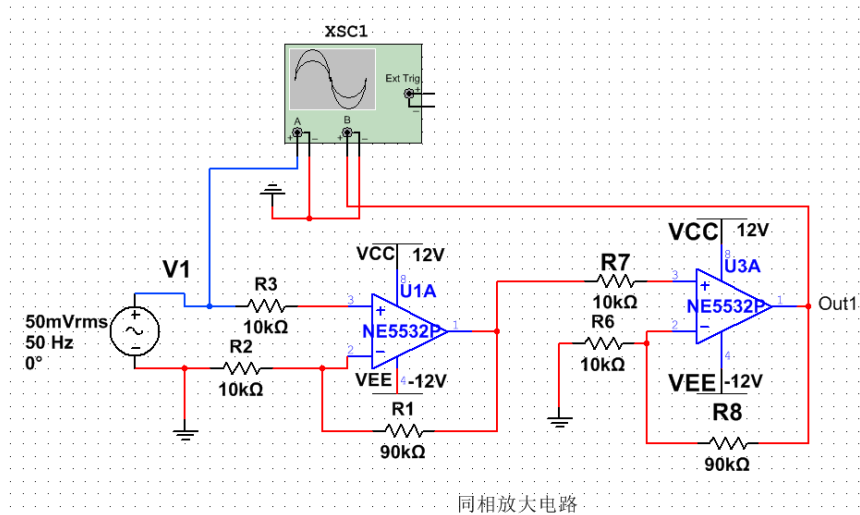 XSC1
Ext Trig
+
−
A
B
+ − + −
VCC 12V
V1
R3
8
U1A
3
+
10kΩ
NE5532P
1
50mVrms
50 Hz
0°
+
−
R2
2
−
10kΩ
VEE 4 -12V
R1
90kΩ
VCC 12V
8
U3A
R7
3
+
10kΩ
NE5532P
1
Out1
R6
2
−
10kΩ
4
VEE -12V
R8
90kΩ
同相放大电路